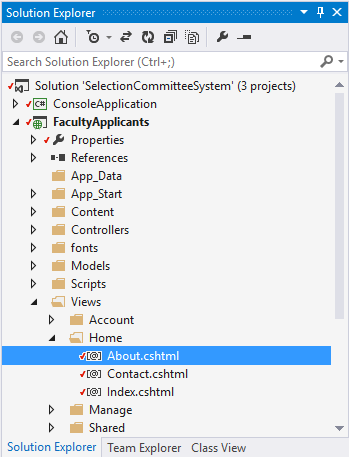 Solution Explorer
Search Solution Explorer (Ctrl+;)
Solution 'SelectionCommitteeSystem' (3 projects)
C# ConsoleApplication
FacultyApplicants
Properties
References
App_Data
App_Start
Content
Controllers
fonts
Models
Scripts
Views
Account
Home
[@] About.cshtml
[@] Contact.cshtml
[@] Index.cshtml
Manage
Shared
Solution Explorer Team Explorer Class View